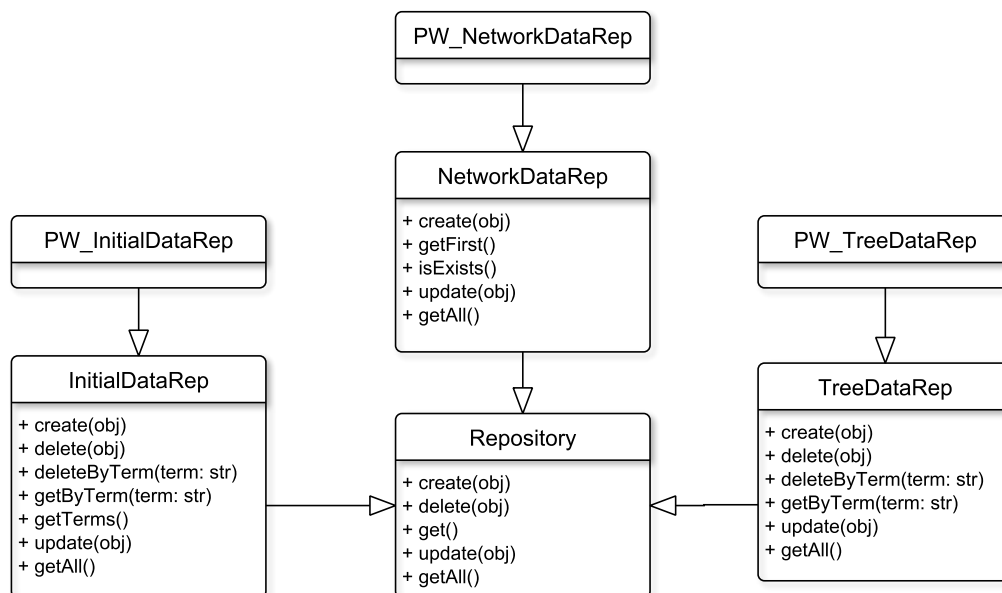 PW_NetworkDataRep
NetworkDataRep
+ create(obj)
+ getFirst()
+ isExists()
+ update(obj)
+ getAll()
PW_InitialDataRep
PW_TreeDataRep
InitialDataRep
+ create(obj)
+ delete(obj)
+ deleteByTerm(term: str)
+ getByTerm(term: str)
+ getTerms()
+ update(obj)
+ getAll()
Repository
+ create(obj)
+ delete(obj)
+ get()
+ update(obj)
+ getAll()
TreeDataRep
+ create(obj)
+ delete(obj)
+ deleteByTerm(term: str)
+ getByTerm(term: str)
+ update(obj)
+ getAll()